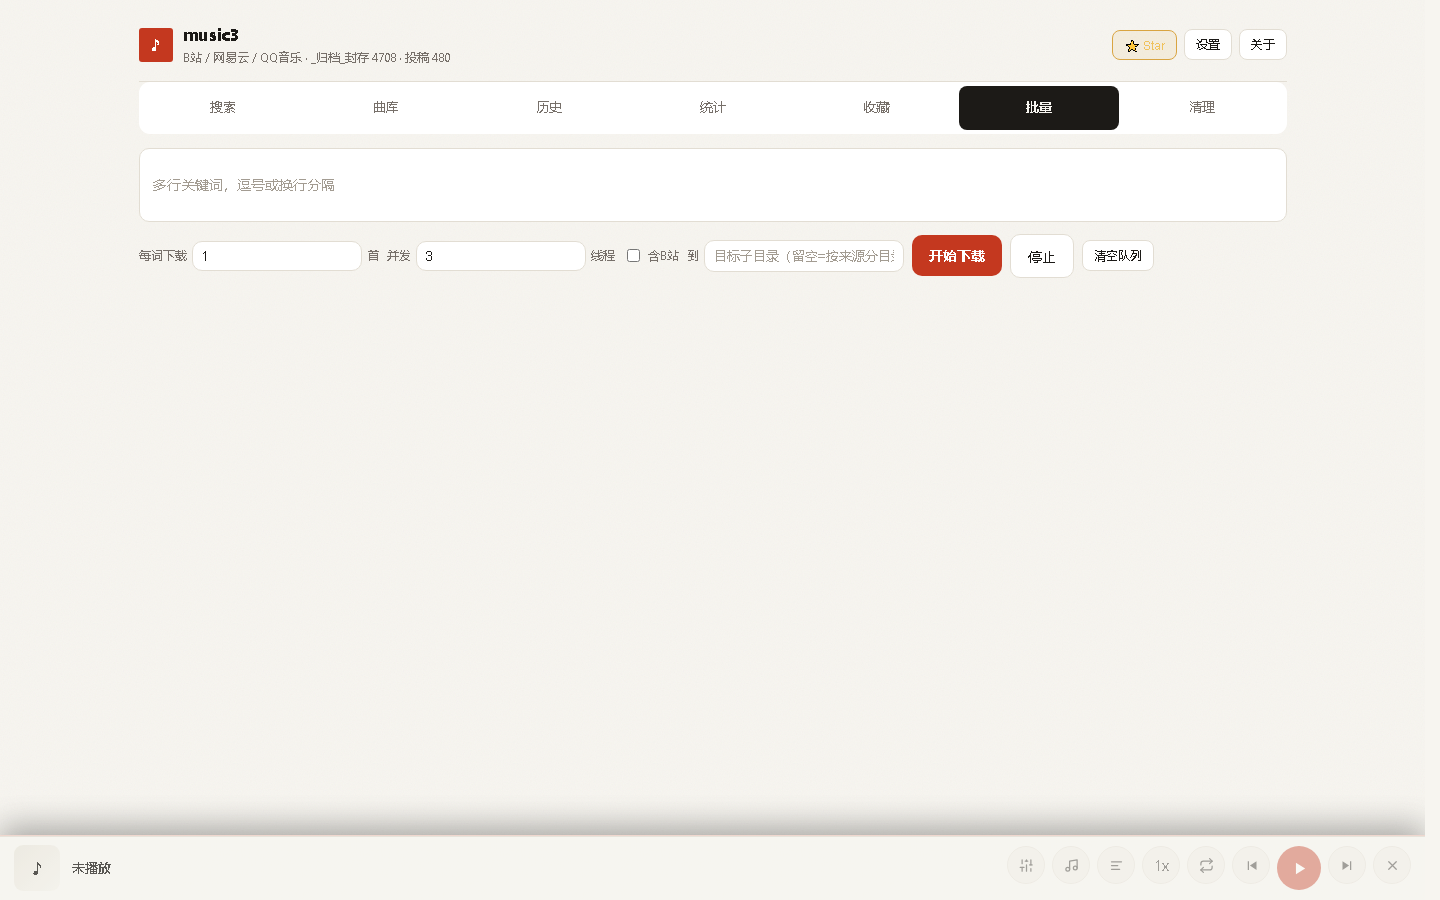 music3
B站 / 网易云 / QQ音乐 · _归档_封存 4708 · 投稿 480
Star
设置
关于
搜索
曲库
历史
统计
收藏
批量
清理
多行关键词，逗号或换行分隔
每词下载 1 首 并发 3 线程 含B站 到 目标子目录（留空=按来源分目录 开始下载 停止 清空队列
未播放
1x